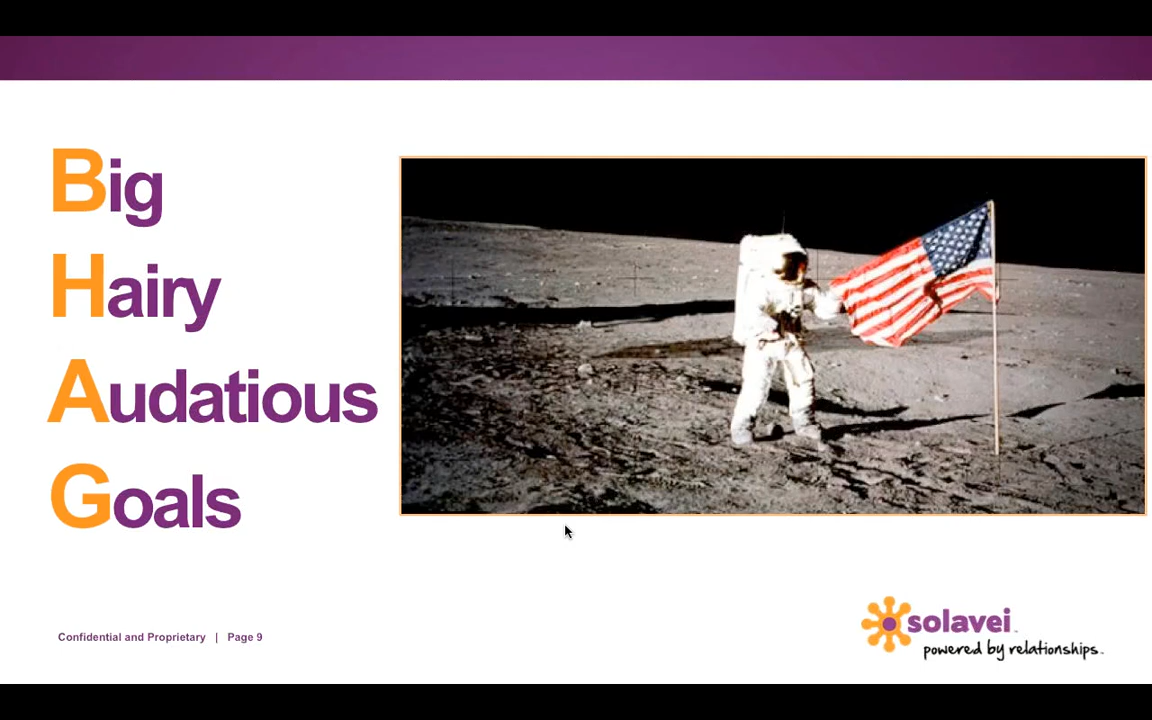 Big
Hairy
Audatious
Goals
Confidential and Proprietary | Page 9
solavei
powered by relationships.